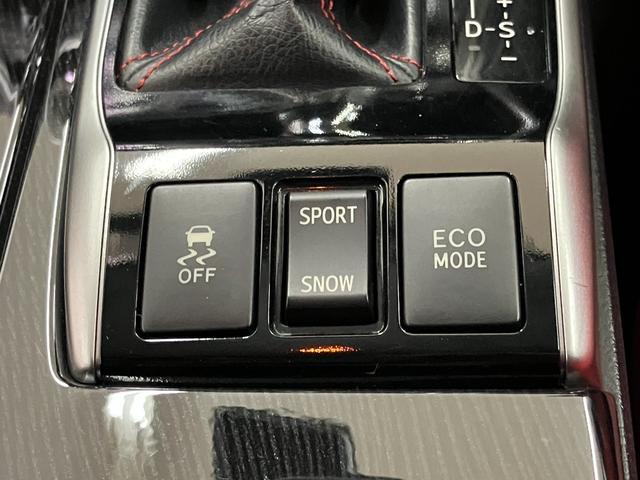 +
D-S-
-
OFF
SPORT
SNOW
ECO
MODE